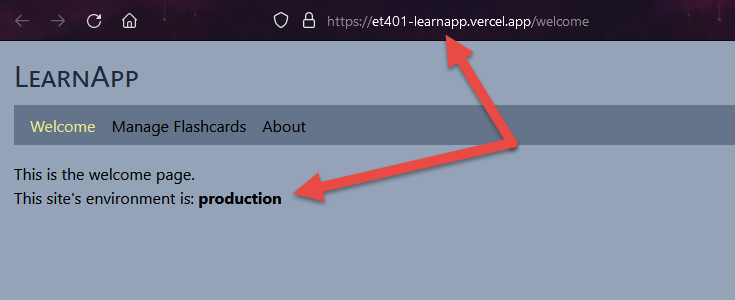 https://et401-learnapp.vercel.app/welcome
LearnApp
Welcome Manage Flashcards About
This is the welcome page.
This site's environment is: production